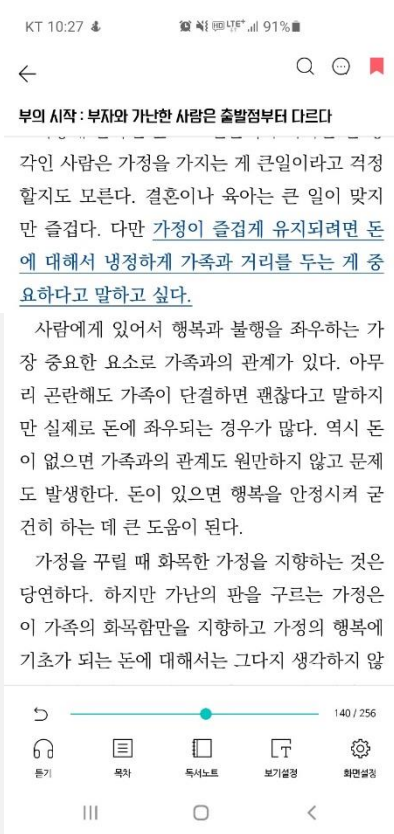 KT 10:27
HD LTE+ 91%
부의 시작 : 부자와 가난한 사람은 출발점부터 다르다
각인 사람은 가정을 가지는 게 큰일이라고 걱정
할지도 모른다. 결혼이나 육아는 큰 일이 맞지
만 즐겁다. 다만 가정이 즐겁게 유지되려면 돈
에 대해서 냉정하게 가족과 거리를 두는 게 중
요하다고 말하고 싶다.
사람에게 있어서 행복과 불행을 좌우하는 가
장 중요한 요소로 가족과의 관계가 있다. 아무
리 곤란해도 가족이 단결하면 괜찮다고 말하지
만 실제로 돈에 좌우되는 경우가 많다. 역시 돈
이 없으면 가족과의 관계도 원만하지 않고 문제
도 발생한다. 돈이 있으면 행복을 안정시켜 굳
건히 하는 데 큰 도움이 된다.
가정을 꾸릴 때 화목한 가정을 지향하는 것은
당연하다. 하지만 가난의 판을 구르는 가정은
이 가족의 화목함만을 지향하고 가정의 행복에
기초가 되는 돈에 대해서는 그다지 생각하지 않
140 / 256
듣기 목차 독서노트 보기설정 화면설정